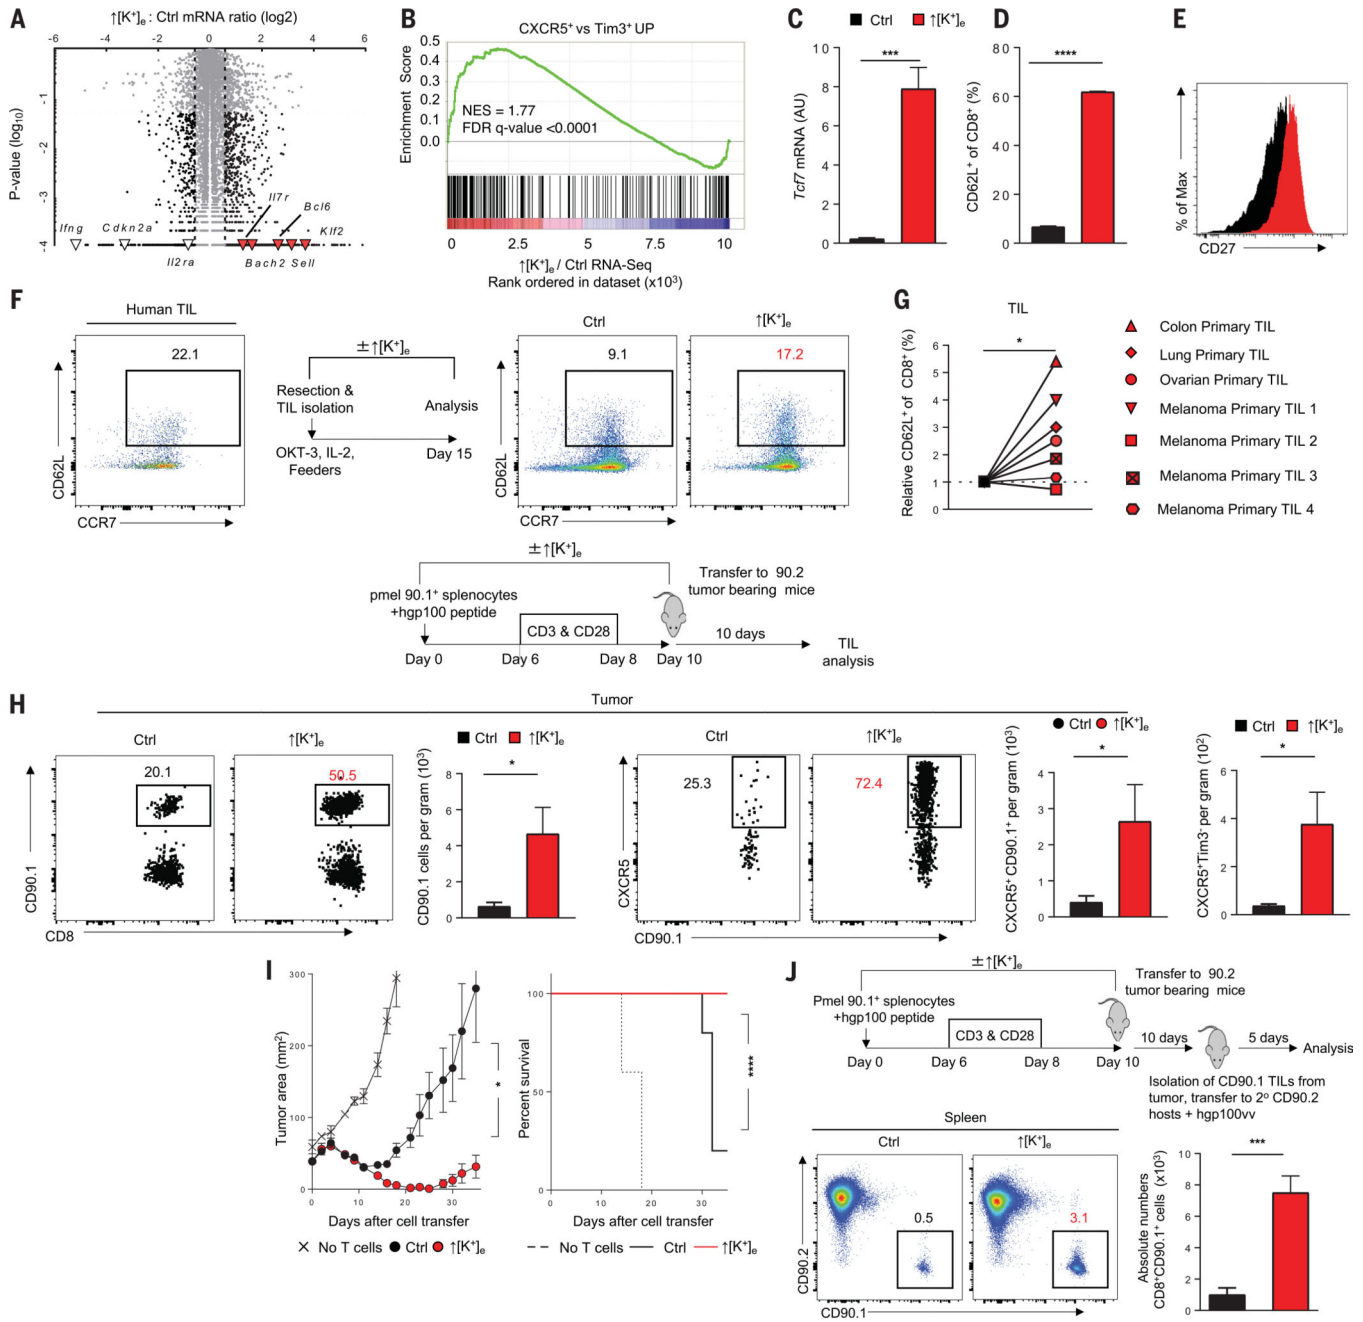 A
↑[K⁺]ₑ : Ctrl mRNA ratio (log2)
-6 -4 -2 0 2 4 6
P-value (log₁₀)
-1
-2
-3
-4
Ifng
Cdkn2a
Il2ra
Il7r
Bcl6
Klf2
Bach2 Sell
B
CXCR5⁺ vs Tim3⁺ UP
Enrichment Score
0.5
0.4
0.3
0.2
0.1
0.0
NES = 1.77
FDR q-value <0.0001
0 2.5 5 7.5 10
↑[K⁺]ₑ / Ctrl RNA-Seq
Rank ordered in dataset (x10³)
C
Ctrl ↑[K⁺]ₑ
Tcf7 mRNA (AU)
10
8
6
4
2
0
***
D
CD62L⁺ of CD8⁺ (%)
80
60
40
20
0
****
E
% of Max
CD27
F
Human TIL
22.1
CD62L
CCR7
±↑[K⁺]ₑ
Resection &
TIL isolation
Analysis
OKT-3, IL-2,
Feeders
Day 15
Ctrl
↑[K⁺]ₑ
9.1
17.2
CD62L
CCR7
G
TIL
Relative CD62L⁺ of CD8⁺ (%)
6
5
4
3
2
1
0
*
Colon Primary TIL
Lung Primary TIL
Ovarian Primary TIL
Melanoma Primary TIL 1
Melanoma Primary TIL 2
Melanoma Primary TIL 3
Melanoma Primary TIL 4
±↑[K⁺]ₑ
pmel 90.1⁺ splenocytes
+hgp100 peptide
CD3 & CD28
Transfer to 90.2
tumor bearing mice
10 days
Day 0 Day 6 Day 8 Day 10
TIL
analysis
H
Tumor
Ctrl
↑[K⁺]ₑ
20.1
50.5
CD90.1
CD8
Ctrl ↑[K⁺]ₑ
CD90.1 cells per gram (10³)
8
6
4
2
0
*
Ctrl
↑[K⁺]ₑ
25.3
72.4
CXCR5
CD90.1
Ctrl ↑[K⁺]ₑ
CXCR5⁺ CD90.1⁺ per gram (10³)
4
3
2
1
0
*
Ctrl ↑[K⁺]ₑ
CXCR5⁺Tim3⁻ per gram (10²)
6
4
2
0
*
I
Tumor area (mm²)
300
200
100
0
0 10 20 30
*
Days after cell transfer
No T cells Ctrl ↑[K⁺]ₑ
Percent survival
100
50
0
0 10 20 30
****
Days after cell transfer
No T cells Ctrl ↑[K⁺]ₑ
J
±↑[K⁺]ₑ
Pmel 90.1⁺ splenocytes
+hgp100 peptide
CD3 & CD28
Transfer to 90.2
tumor bearing mice
10 days
5 days
Analysis
Day 0 Day 6 Day 8 Day 10
Isolation of CD90.1 TILs from
tumor, transfer to 2º CD90.2
hosts + hgp100vv
Spleen
Ctrl
↑[K⁺]ₑ
0.5
3.1
CD90.2
CD90.1
Absolute numbers
CD8⁺CD90.1⁺ cells (x10³)
10
8
6
4
2
0
***